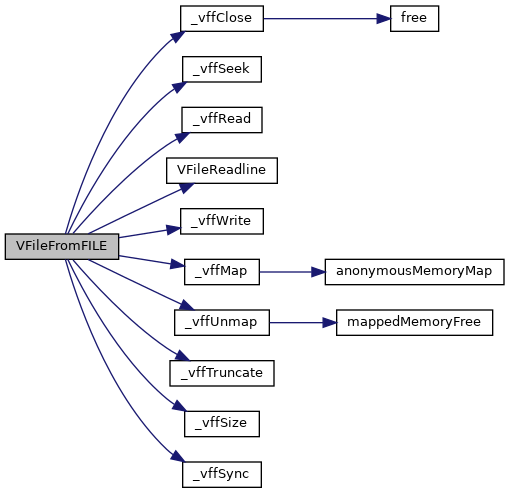 _vffClose
free
_vffSeek
_vffRead
VFileReadline
_vffWrite
VFileFromFILE
_vffMap
anonymousMemoryMap
_vffUnmap
mappedMemoryFree
_vffTruncate
_vffSize
_vffSync